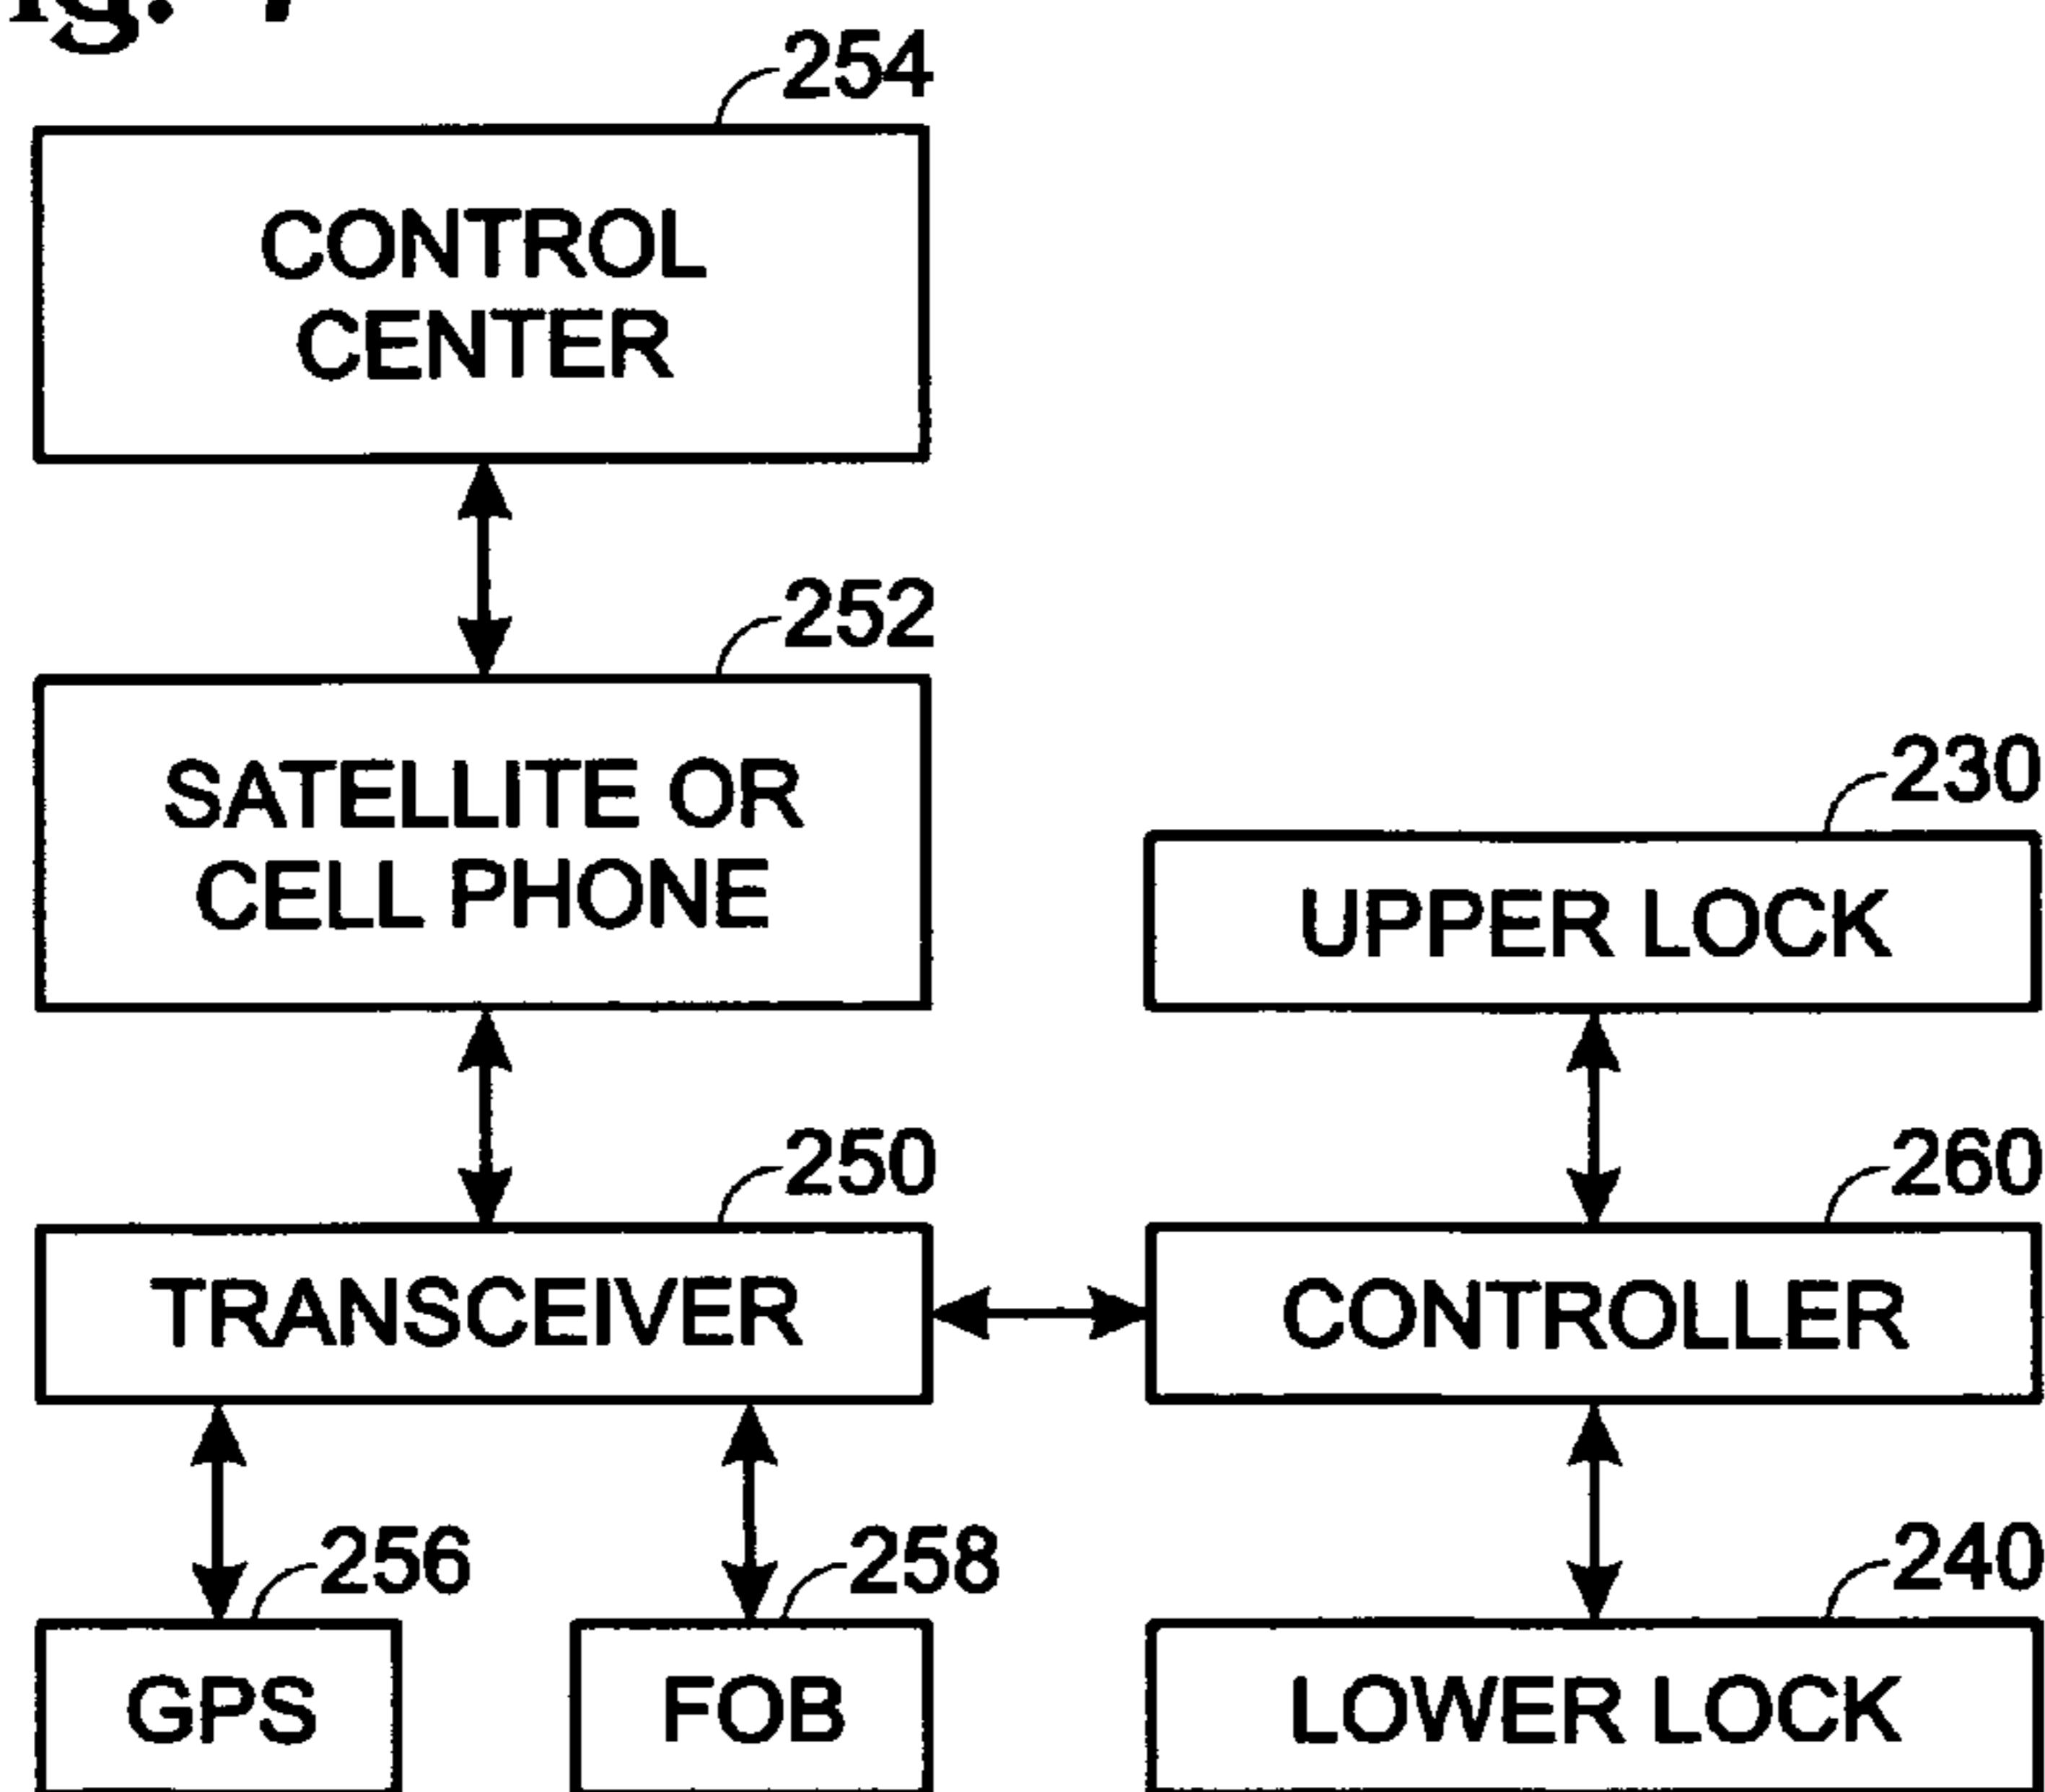 254
CONTROL
CENTER
252
SATELLITE OR
CELL PHONE
230
UPPER LOCK
250
TRANSCEIVER
260
CONTROLLER
256
GPS
258
FOB
240
LOWER LOCK